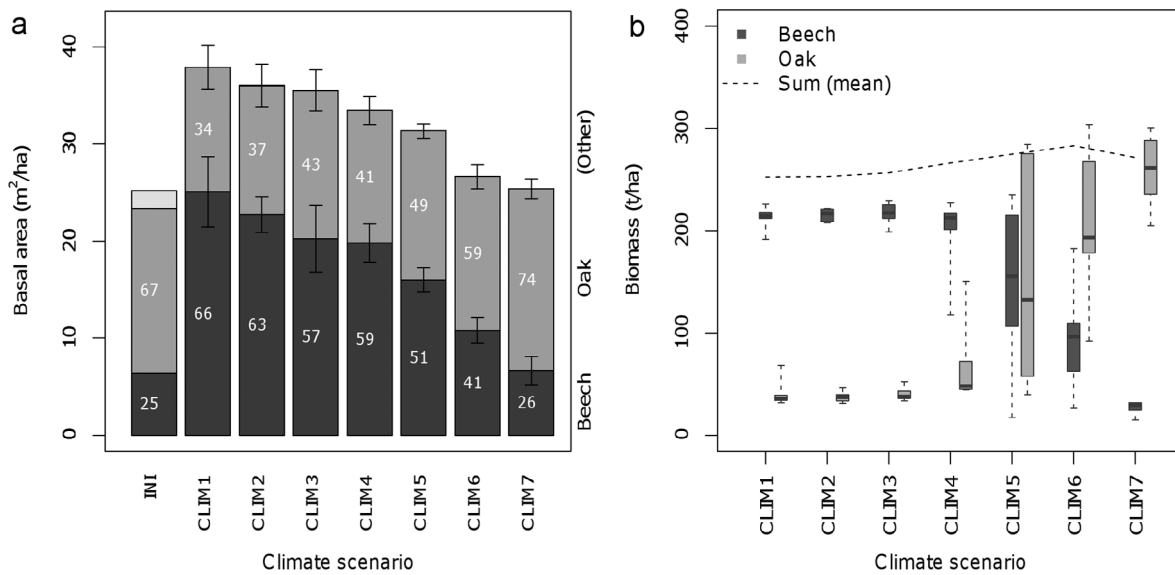 a
Basal area (m²/ha)
40
30
20
10
0
67
25
34
66
37
63
43
57
41
59
49
51
59
41
74
26
(Other)
Oak
Beech
INI
CLIM1
CLIM2
CLIM3
CLIM4
CLIM5
CLIM6
CLIM7
Climate scenario
b
Biomass (t/ha)
400
300
200
100
0
Beech
Oak
Sum (mean)
CLIM1
CLIM2
CLIM3
CLIM4
CLIM5
CLIM6
CLIM7
Climate scenario